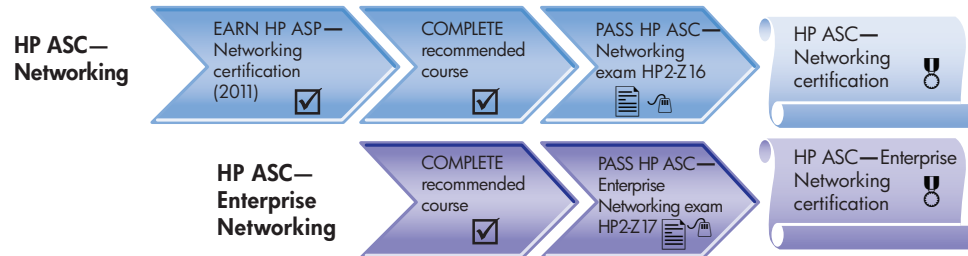 HP ASC—
Networking
EARN HP ASP—
Networking
certification
(2011)
COMPLETE
recommended
course
PASS HP ASC—
Networking
exam HP2-Z16
HP ASC—
Networking
certification
HP ASC—
Enterprise
Networking
COMPLETE
recommended
course
PASS HP ASC—
Enterprise
Networking exam
HP2-Z17
HP ASC—Enterprise
Networking
certification